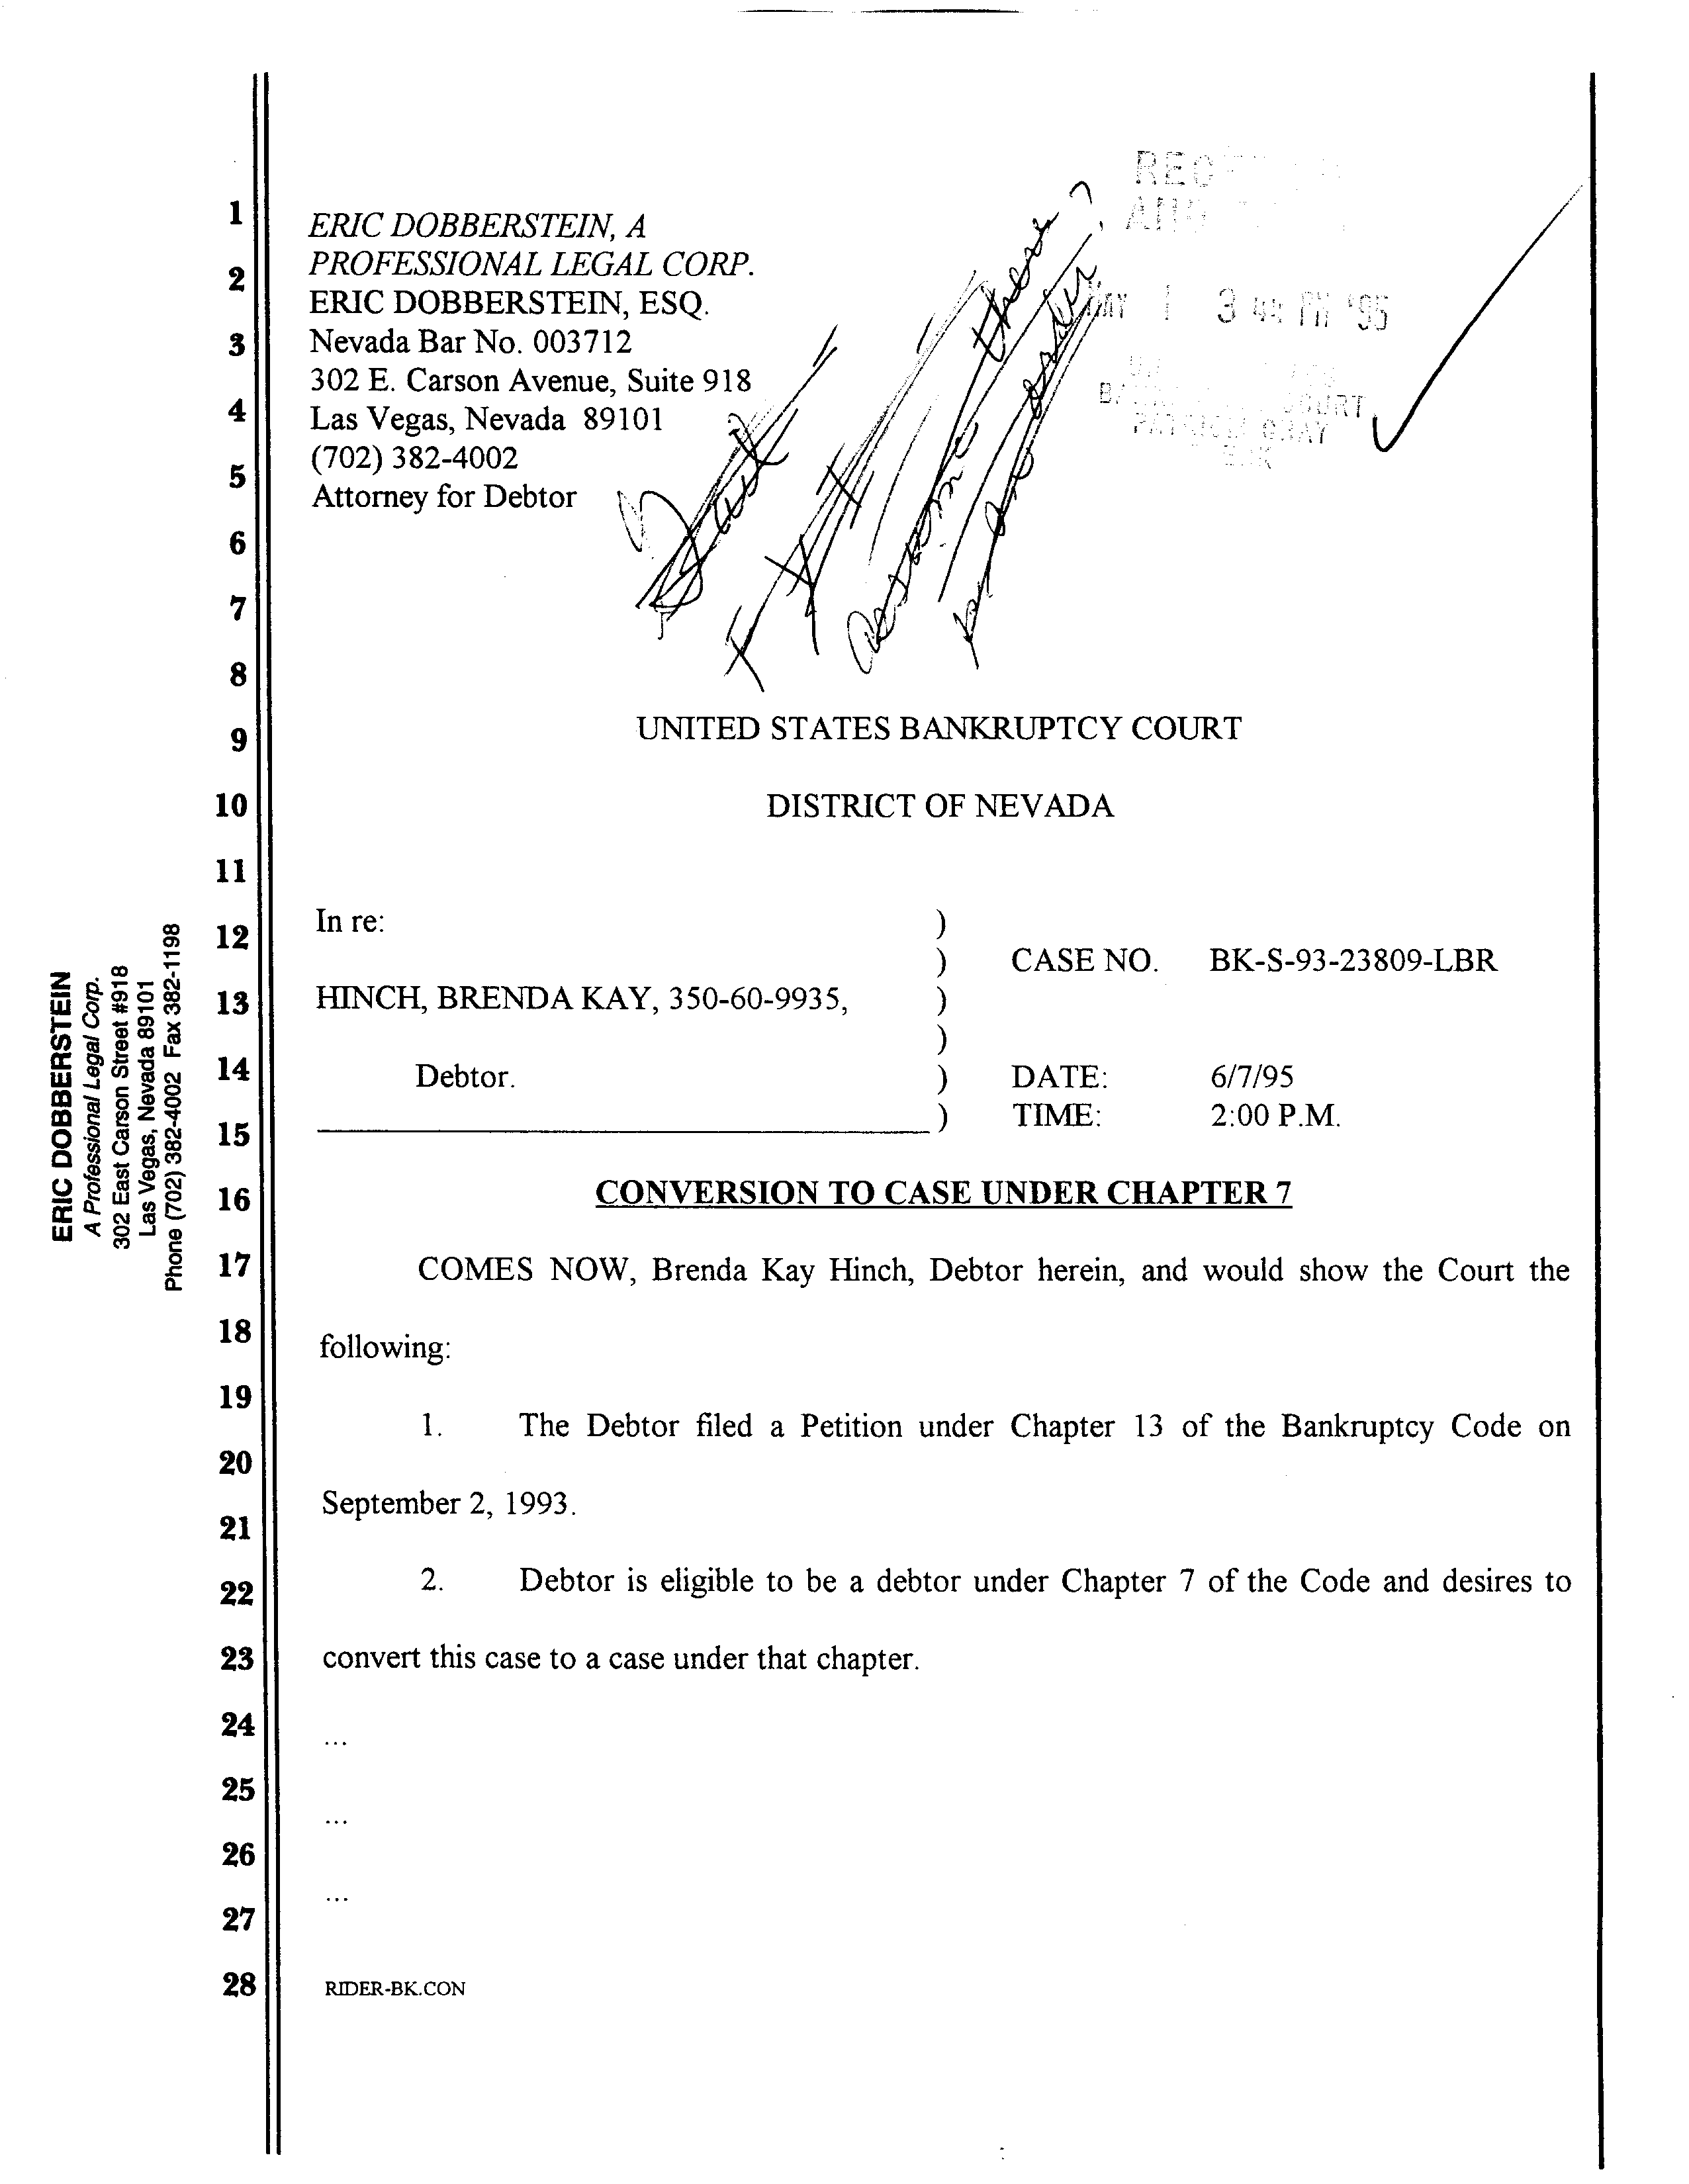 ERIC DOBBERSTEIN, A
PROFESSIONAL LEGAL CORP.
ERIC DOBBERSTEIN, ESQ.
Nevada Bar No. 003712
302 E. Carson Avenue, Suite 918
Las Vegas, Nevada 89101
(702) 382-4002
Attorney for Debtor
3 44 PM '95
COURT
PATRICIA GRAY
UNITED STATES BANKRUPTCY COURT
DISTRICT OF NEVADA
In re: )
) CASE NO. BK-S-93-23809-LBR
HINCH, BRENDA KAY, 350-60-9935, )
)
Debtor. ) DATE: 6/7/95
) TIME: 2:00 P.M.
CONVERSION TO CASE UNDER CHAPTER 7
COMES NOW, Brenda Kay Hinch, Debtor herein, and would show the Court the
following:
1. The Debtor filed a Petition under Chapter 13 of the Bankruptcy Code on
September 2, 1993.
2. Debtor is eligible to be a debtor under Chapter 7 of the Code and desires to
convert this case to a case under that chapter.
...
...
...
RIDER-BK.CON
1
2
3
4
5
6
7
8
9
10
11
12
13
14
15
16
17
18
19
20
21
22
23
24
25
26
27
28
ERIC DOBBERSTEIN
A Professional Legal Corp.
302 East Carson Street #918
Las Vegas, Nevada 89101
Phone (702) 382-4002 Fax 382-1198